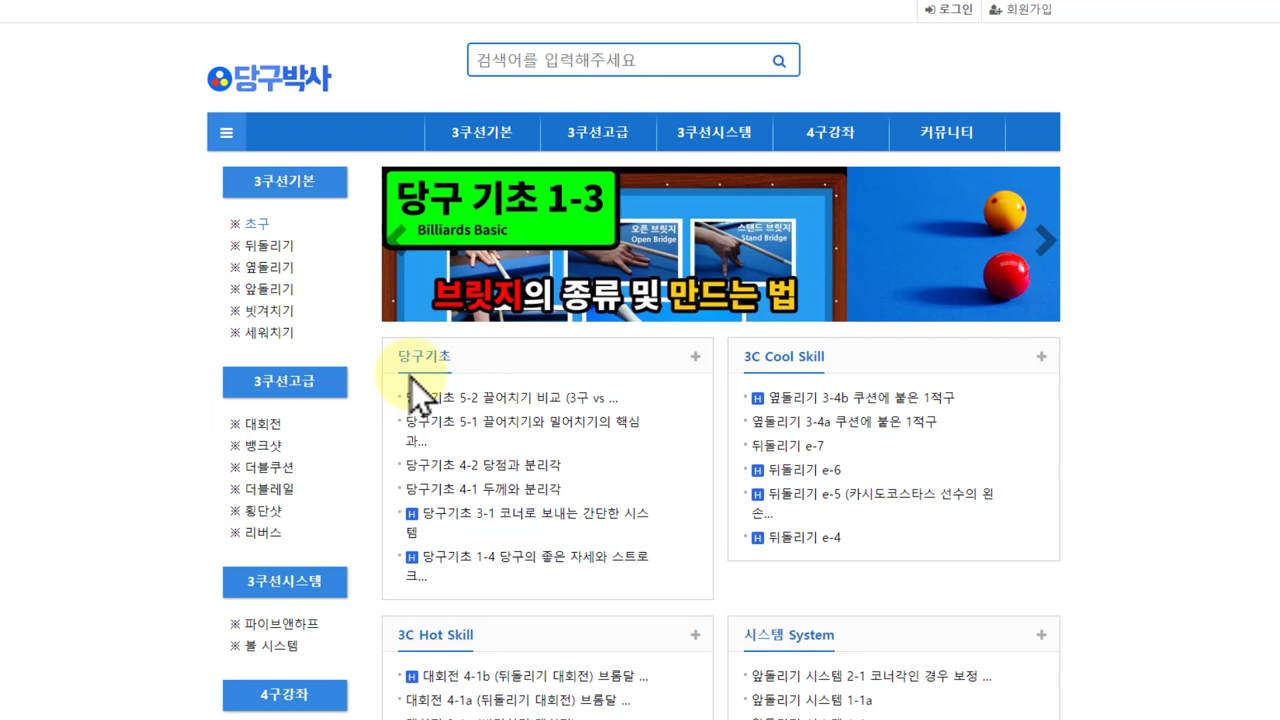 로그인
회원가입
검색어를 입력해주세요
당구박사
3쿠션기본
3쿠션고급
3쿠션시스템
4구강좌
커뮤니티
3쿠션기본
※ 초구
※ 뒤돌리기
※ 옆돌리기
※ 앞돌리기
※ 빗겨치기
※ 세워치기
3쿠션고급
※ 대회전
※ 뱅크샷
※ 더블쿠션
※ 더블레일
※ 횡단샷
※ 리버스
3쿠션시스템
※ 파이브앤하프
※ 볼 시스템
4구강좌
당구 기초 1-3
Billiards Basic
오픈 브릿지
Open Bridge
스탠드 브릿지
Stand Bridge
브릿지의 종류 및 만드는 법
당구기초
기초 5-2 끌어치기 비교 (3구 vs ...
당구기초 5-1 끌어치기와 밀어치기의 핵심
과...
당구기초 4-2 당점과 분리각
당구기초 4-1 두께와 분리각
H 당구기초 3-1 코너로 보내는 간단한 시스
템
H 당구기초 1-4 당구의 좋은 자세와 스트로
크...
3C Cool Skill
H 옆돌리기 3-4b 쿠션에 붙은 1적구
옆돌리기 3-4a 쿠션에 붙은 1적구
뒤돌리기 e-7
H 뒤돌리기 e-6
H 뒤돌리기 e-5 (카시도코스타스 선수의 왼
손...
H 뒤돌리기 e-4
3C Hot Skill
H 대회전 4-1b (뒤돌리기 대회전) 브롬달 ...
대회전 4-1a (뒤돌리기 대회전) 브롬달 ...
시스템 System
앞돌리기 시스템 2-1 코너각인 경우 보정 ...
앞돌리기 시스템 1-1a